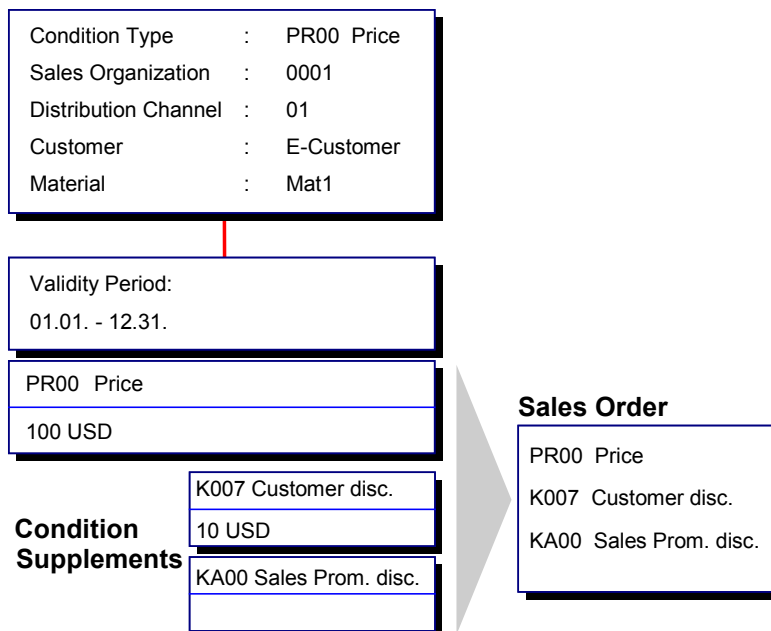 Condition Type : PR00 Price
Sales Organization : 0001
Distribution Channel : 01
Customer : E-Customer
Material : Mat1
Validity Period:
01.01. - 12.31.
PR00 Price
100 USD
Condition
Supplements
K007 Customer disc.
10 USD
KA00 Sales Prom. disc.
Sales Order
PR00 Price
K007 Customer disc.
KA00 Sales Prom. disc.